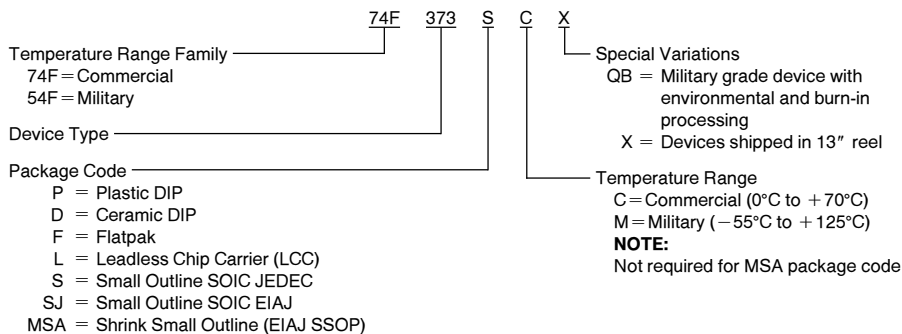 74F 373 S C X
Temperature Range Family
74F = Commercial
54F = Military
Device Type
Package Code
P = Plastic DIP
D = Ceramic DIP
F = Flatpak
L = Leadless Chip Carrier (LCC)
S = Small Outline SOIC JEDEC
SJ = Small Outline SOIC EIAJ
MSA = Shrink Small Outline (EIAJ SSOP)
Special Variations
QB = Military grade device with
environmental and burn-in
processing
X = Devices shipped in 13″ reel
Temperature Range
C = Commercial (0°C to +70°C)
M = Military (−55°C to +125°C)
NOTE:
Not required for MSA package code